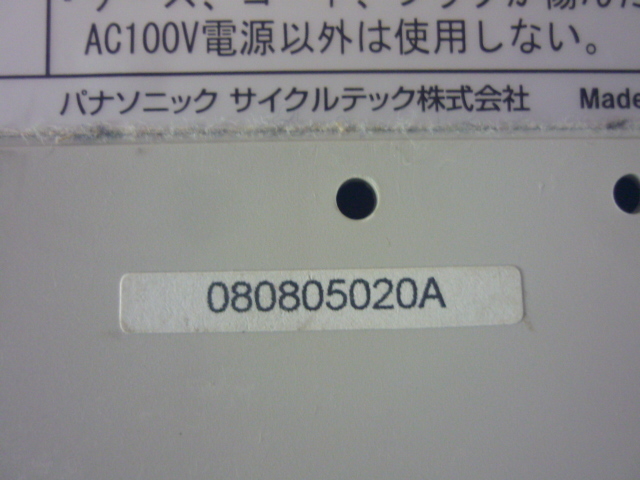 AC100V電源以外は使用しない。
パナソニック サイクルテック株式会社 Made
080805020A